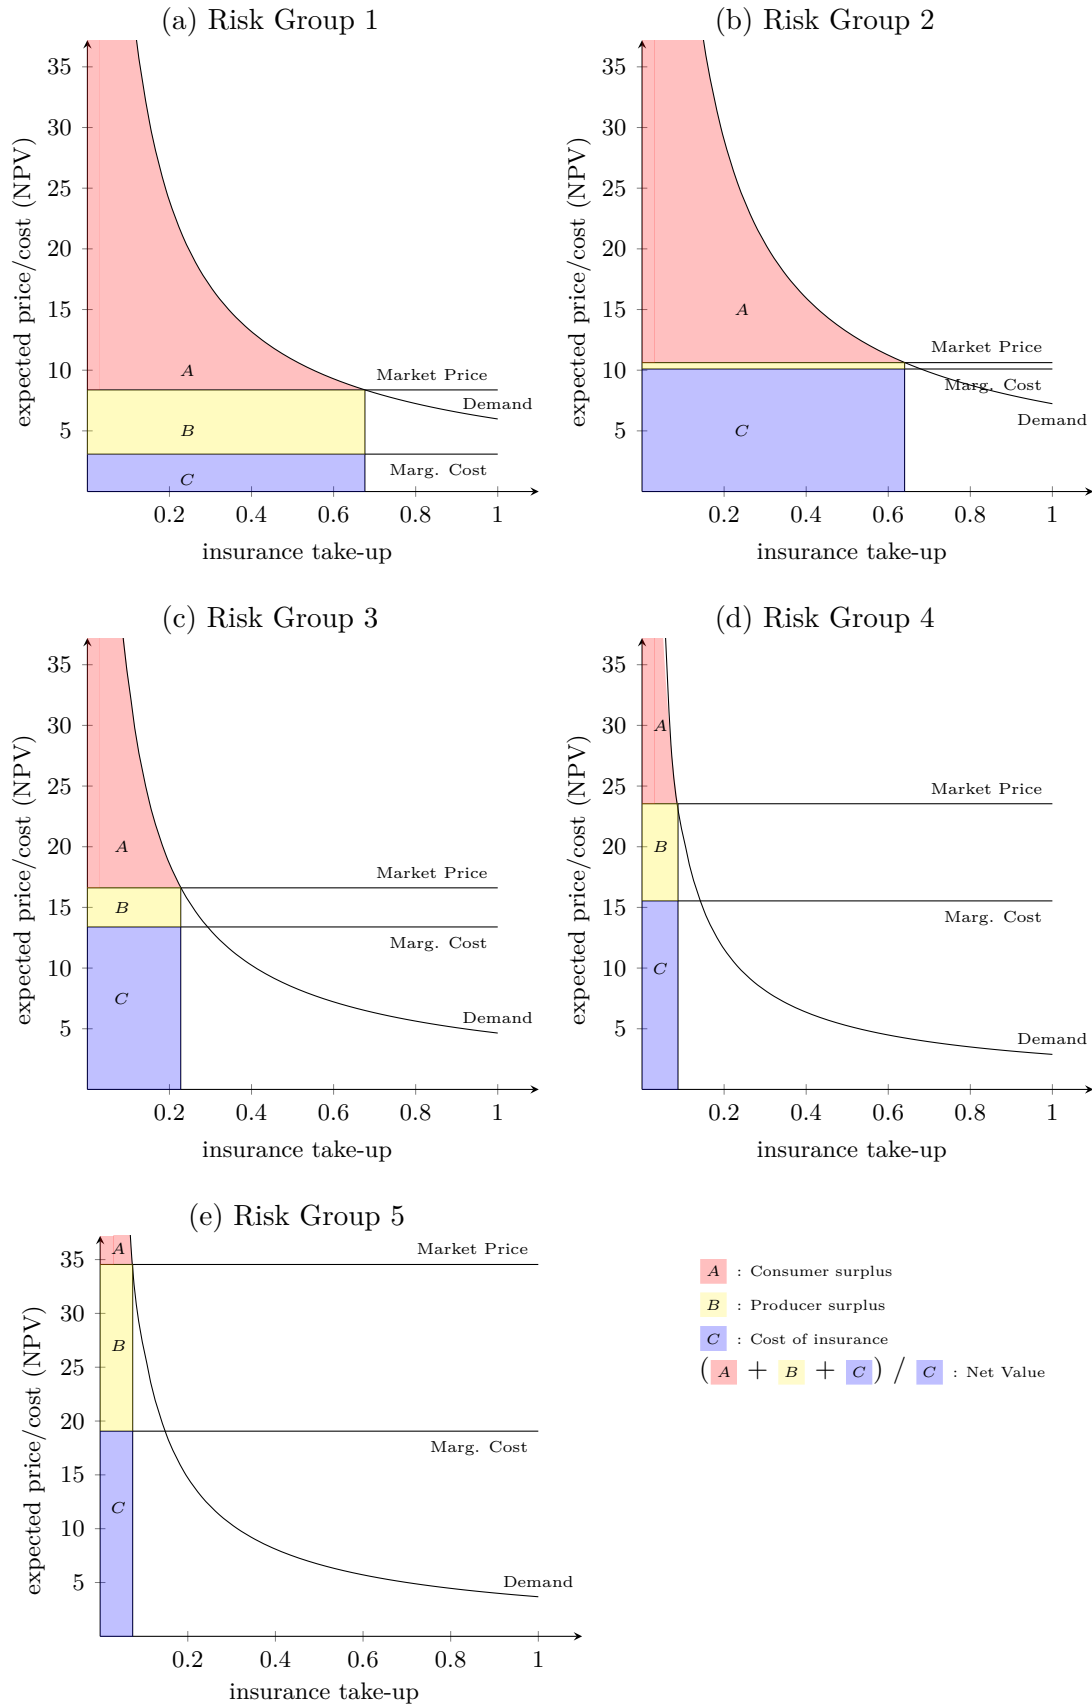 (a) Risk Group 1
35
30
25
20
15
10
5
expected price/cost (NPV)
A
B
C
Market Price
Demand
Marg. Cost
0.2 0.4 0.6 0.8 1
insurance take-up
(b) Risk Group 2
35
30
25
20
15
10
5
expected price/cost (NPV)
A
C
Market Price
Marg. Cost
Demand
0.2 0.4 0.6 0.8 1
insurance take-up
(c) Risk Group 3
35
30
25
20
15
10
5
expected price/cost (NPV)
A
B
C
Market Price
Marg. Cost
Demand
0.2 0.4 0.6 0.8 1
insurance take-up
(d) Risk Group 4
35
30
25
20
15
10
5
expected price/cost (NPV)
A
B
C
Market Price
Marg. Cost
Demand
0.2 0.4 0.6 0.8 1
insurance take-up
(e) Risk Group 5
35
30
25
20
15
10
5
expected price/cost (NPV)
A
B
C
Market Price
Marg. Cost
Demand
0.2 0.4 0.6 0.8 1
insurance take-up
A : Consumer surplus
B : Producer surplus
C : Cost of insurance
(A + B + C) / C : Net Value